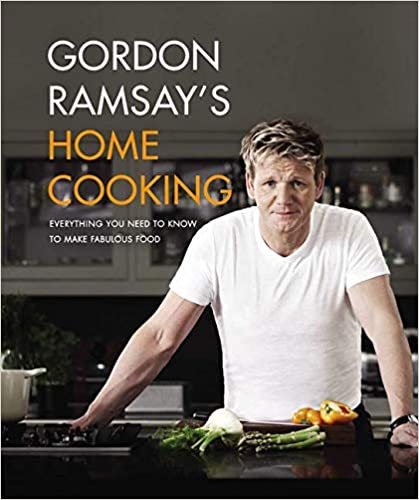 GORDON
RAMSAY'S
HOME
COOKING
EVERYTHING YOU NEED TO KNOW
TO MAKE FABULOUS FOOD